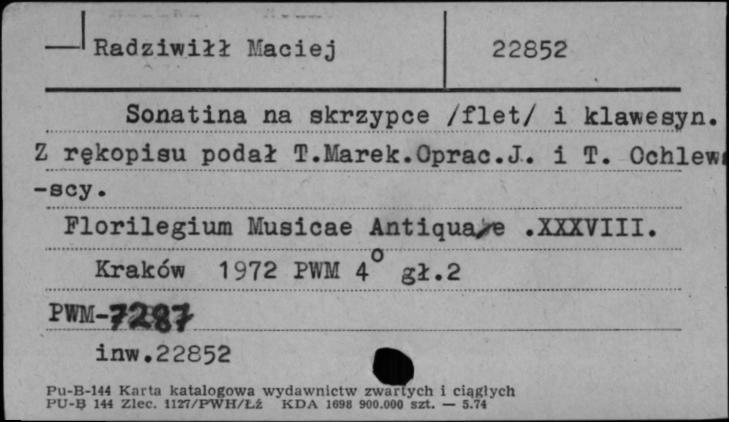 Radziwiłł Maciej 22852
Sonatina na skrzypce /flet/ i klawesyn.
Z rękopisu podał T.Marek.Oprac.J. i T. Ochlews
-scy.
Florilegium Musicae Antiquae .XXXVIII.
Kraków 1972 PWM 4° gł.2
PWM-7287
inw.22852
Pu-B-144 Karta katalogowa wydawnictw zwartych i ciągłych
PU-B 144 Zlec. 1127/PWH/Łż KDA 1698 900.000 szt. — 5.74